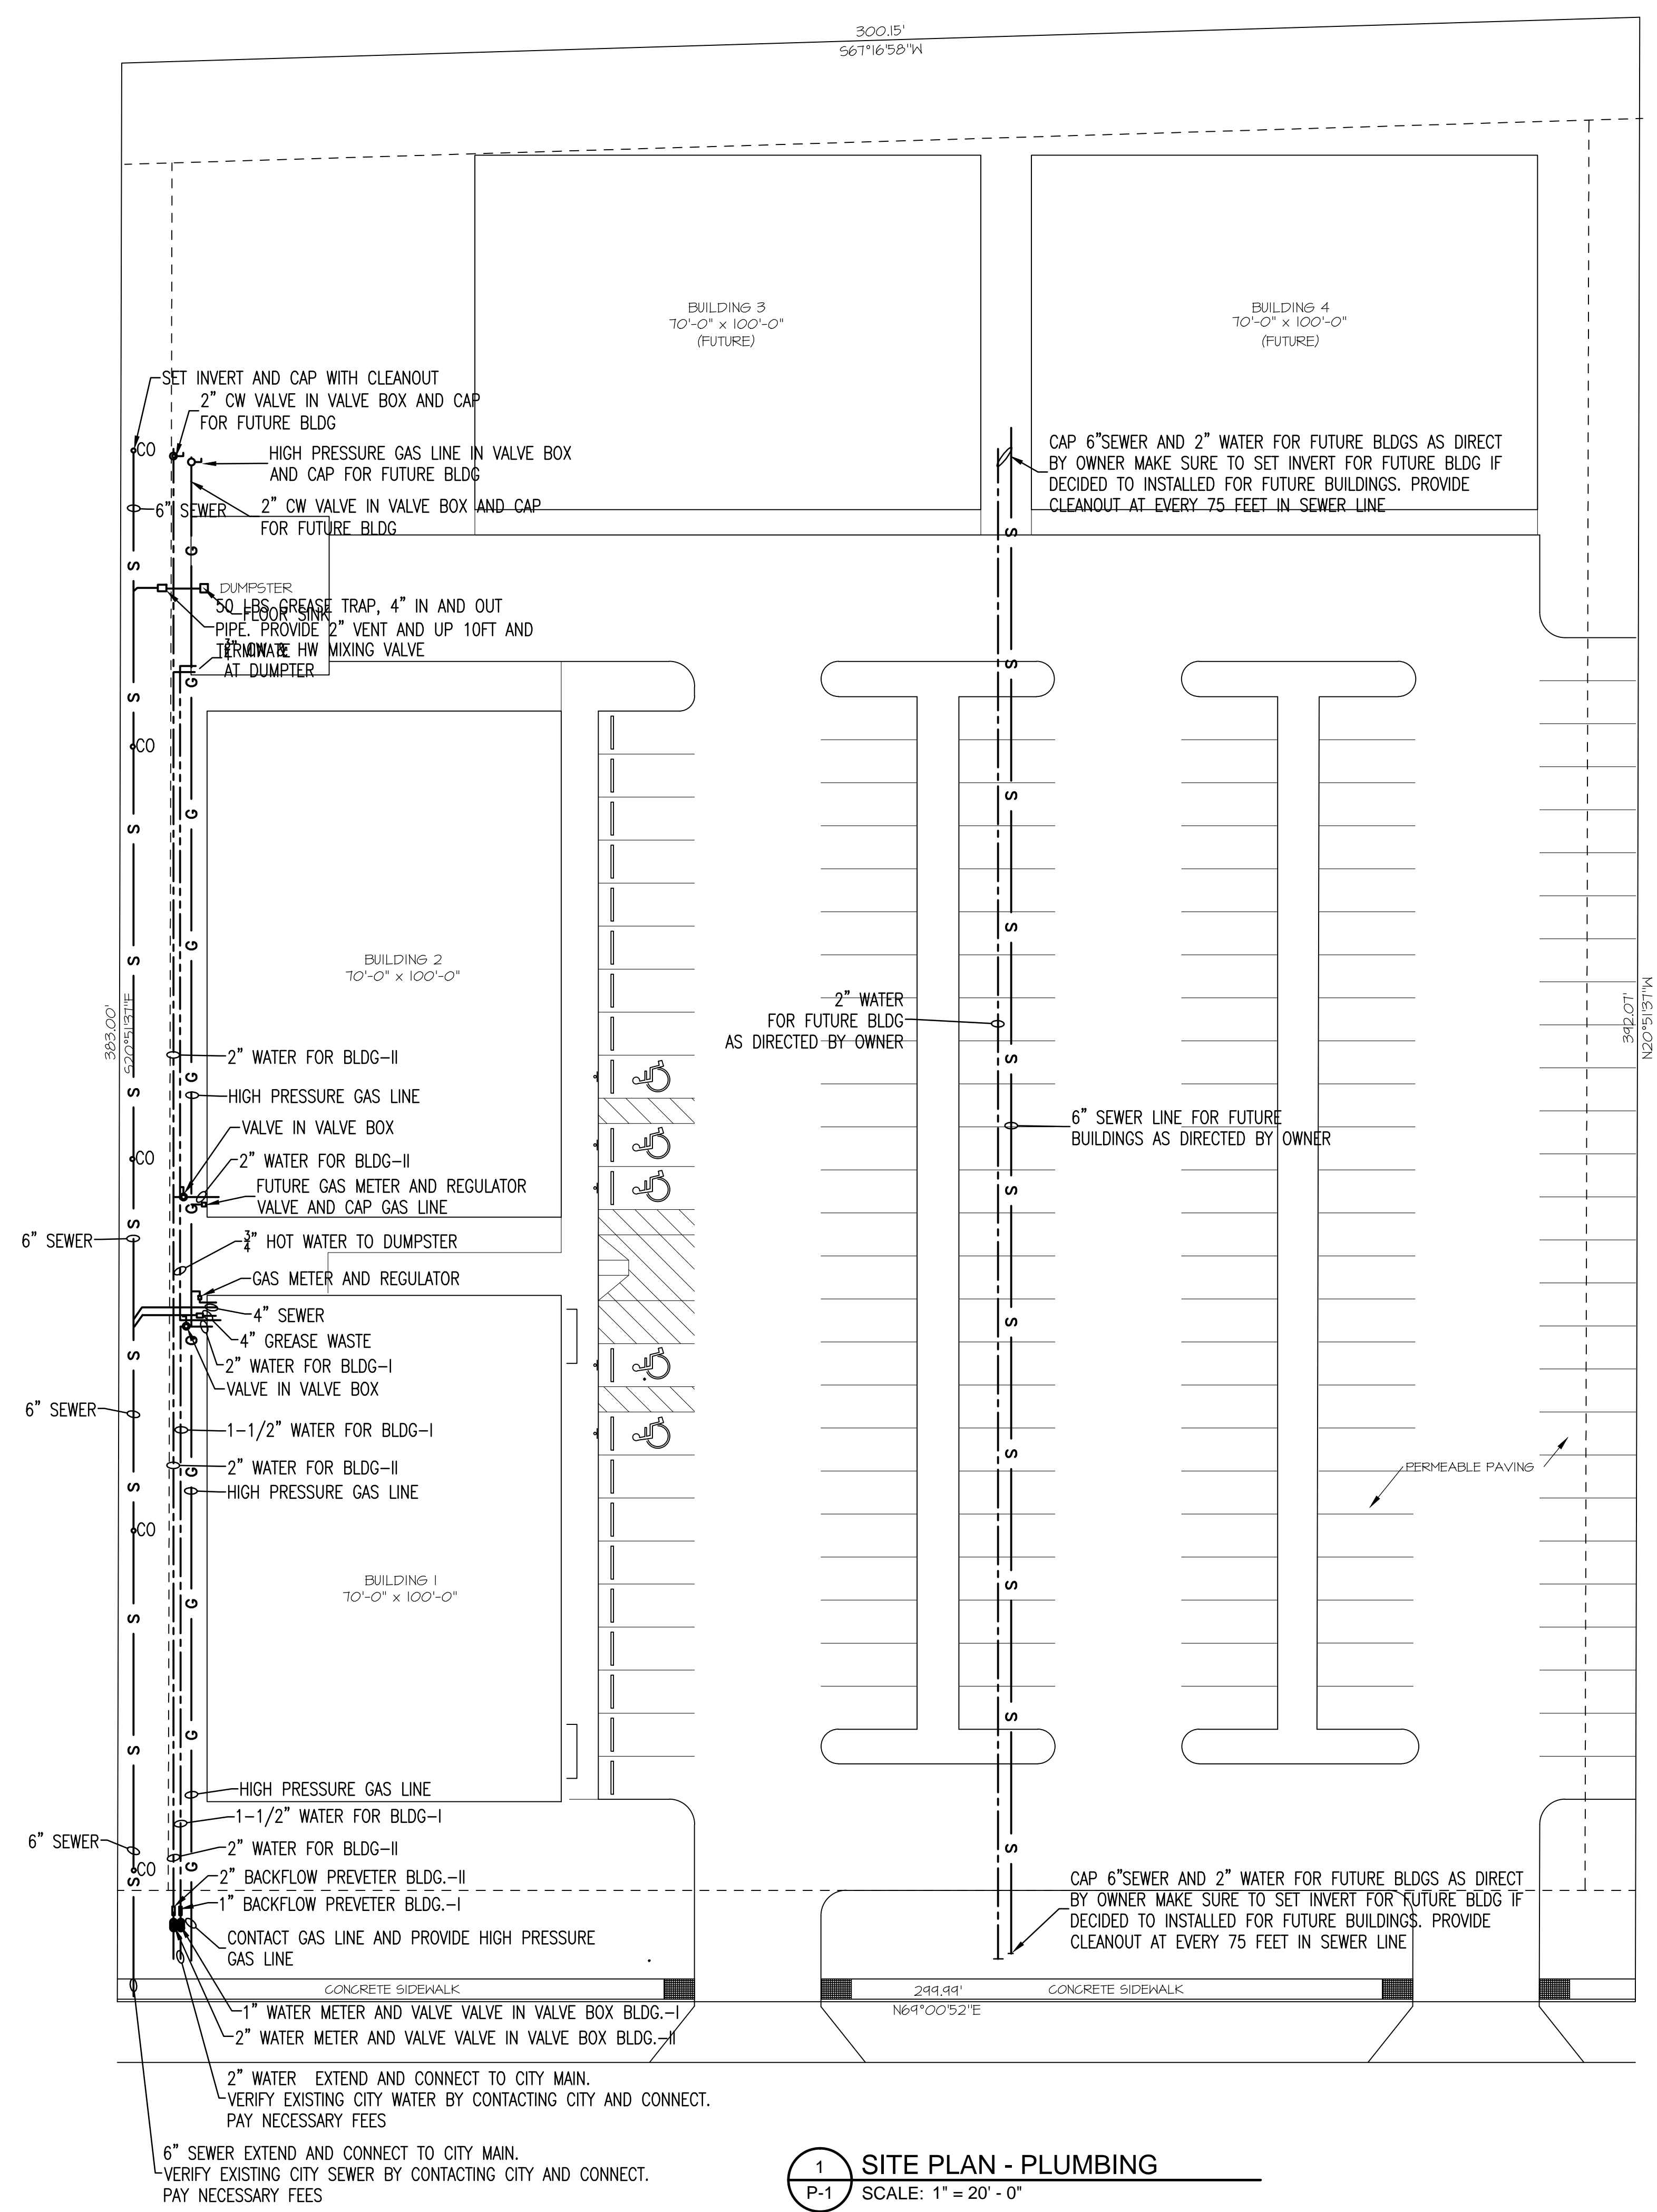 300.15'
S67°16'58"W
BUILDING 3
70'-0" x 100'-0"
(FUTURE)
BUILDING 4
70'-0" x 100'-0"
(FUTURE)
SET INVERT AND CAP WITH CLEANOUT
2" CW VALVE IN VALVE BOX AND CAP
FOR FUTURE BLDG
CO
HIGH PRESSURE GAS LINE IN VALVE BOX
AND CAP FOR FUTURE BLDG
6" SEWER
2" CW VALVE IN VALVE BOX AND CAP
FOR FUTURE BLDG
CAP 6"SEWER AND 2" WATER FOR FUTURE BLDGS AS DIRECT
BY OWNER MAKE SURE TO SET INVERT FOR FUTURE BLDG IF
DECIDED TO INSTALLED FOR FUTURE BUILDINGS. PROVIDE
CLEANOUT AT EVERY 75 FEET IN SEWER LINE
S
G
S
DUMPSTER
FLOOR SINK
50 LBS GREASE TRAP, 4" IN AND OUT
PIPE. PROVIDE 2" VENT AND UP 10FT AND
TERMINATE
3/4" CW & HW MIXING VALVE
AT DUMPTER
S
G
S
CO
S
G
S
S
G
S
BUILDING 2
70'-0" x 100'-0"
383.00'
S20°51'37"E
392.07'
N20°51'37"W
2" WATER
FOR FUTURE BLDG
AS DIRECTED BY OWNER
2" WATER FOR BLDG-II
HIGH PRESSURE GAS LINE
S
G
S
VALVE IN VALVE BOX
6" SEWER LINE FOR FUTURE
BUILDINGS AS DIRECTED BY OWNER
CO
2" WATER FOR BLDG-II
FUTURE GAS METER AND REGULATOR
VALVE AND CAP GAS LINE
S
G
S
6" SEWER
3/4" HOT WATER TO DUMPSTER
GAS METER AND REGULATOR
4" SEWER
4" GREASE WASTE
2" WATER FOR BLDG-I
VALVE IN VALVE BOX
S
G
S
6" SEWER
1-1/2" WATER FOR BLDG-I
2" WATER FOR BLDG-II
HIGH PRESSURE GAS LINE
PERMEABLE PAVING
S
G
S
CO
BUILDING 1
70'-0" x 100'-0"
S
G
S
S
G
S
HIGH PRESSURE GAS LINE
1-1/2" WATER FOR BLDG-I
6" SEWER
2" WATER FOR BLDG-II
CO
S
G
S
2" BACKFLOW PREVETER BLDG.-II
1" BACKFLOW PREVETER BLDG.-I
CONTACT GAS LINE AND PROVIDE HIGH PRESSURE
GAS LINE
CAP 6"SEWER AND 2" WATER FOR FUTURE BLDGS AS DIRECT
BY OWNER MAKE SURE TO SET INVERT FOR FUTURE BLDG IF
DECIDED TO INSTALLED FOR FUTURE BUILDINGS. PROVIDE
CLEANOUT AT EVERY 75 FEET IN SEWER LINE
CONCRETE SIDEWALK
299.99'
N69°00'52"E
CONCRETE SIDEWALK
1" WATER METER AND VALVE VALVE IN VALVE BOX BLDG.-I
2" WATER METER AND VALVE VALVE IN VALVE BOX BLDG.-II
2" WATER EXTEND AND CONNECT TO CITY MAIN.
VERIFY EXISTING CITY WATER BY CONTACTING CITY AND CONNECT.
PAY NECESSARY FEES
6" SEWER EXTEND AND CONNECT TO CITY MAIN.
VERIFY EXISTING CITY SEWER BY CONTACTING CITY AND CONNECT.
PAY NECESSARY FEES
1
P-1
SITE PLAN - PLUMBING
SCALE: 1" = 20' - 0"